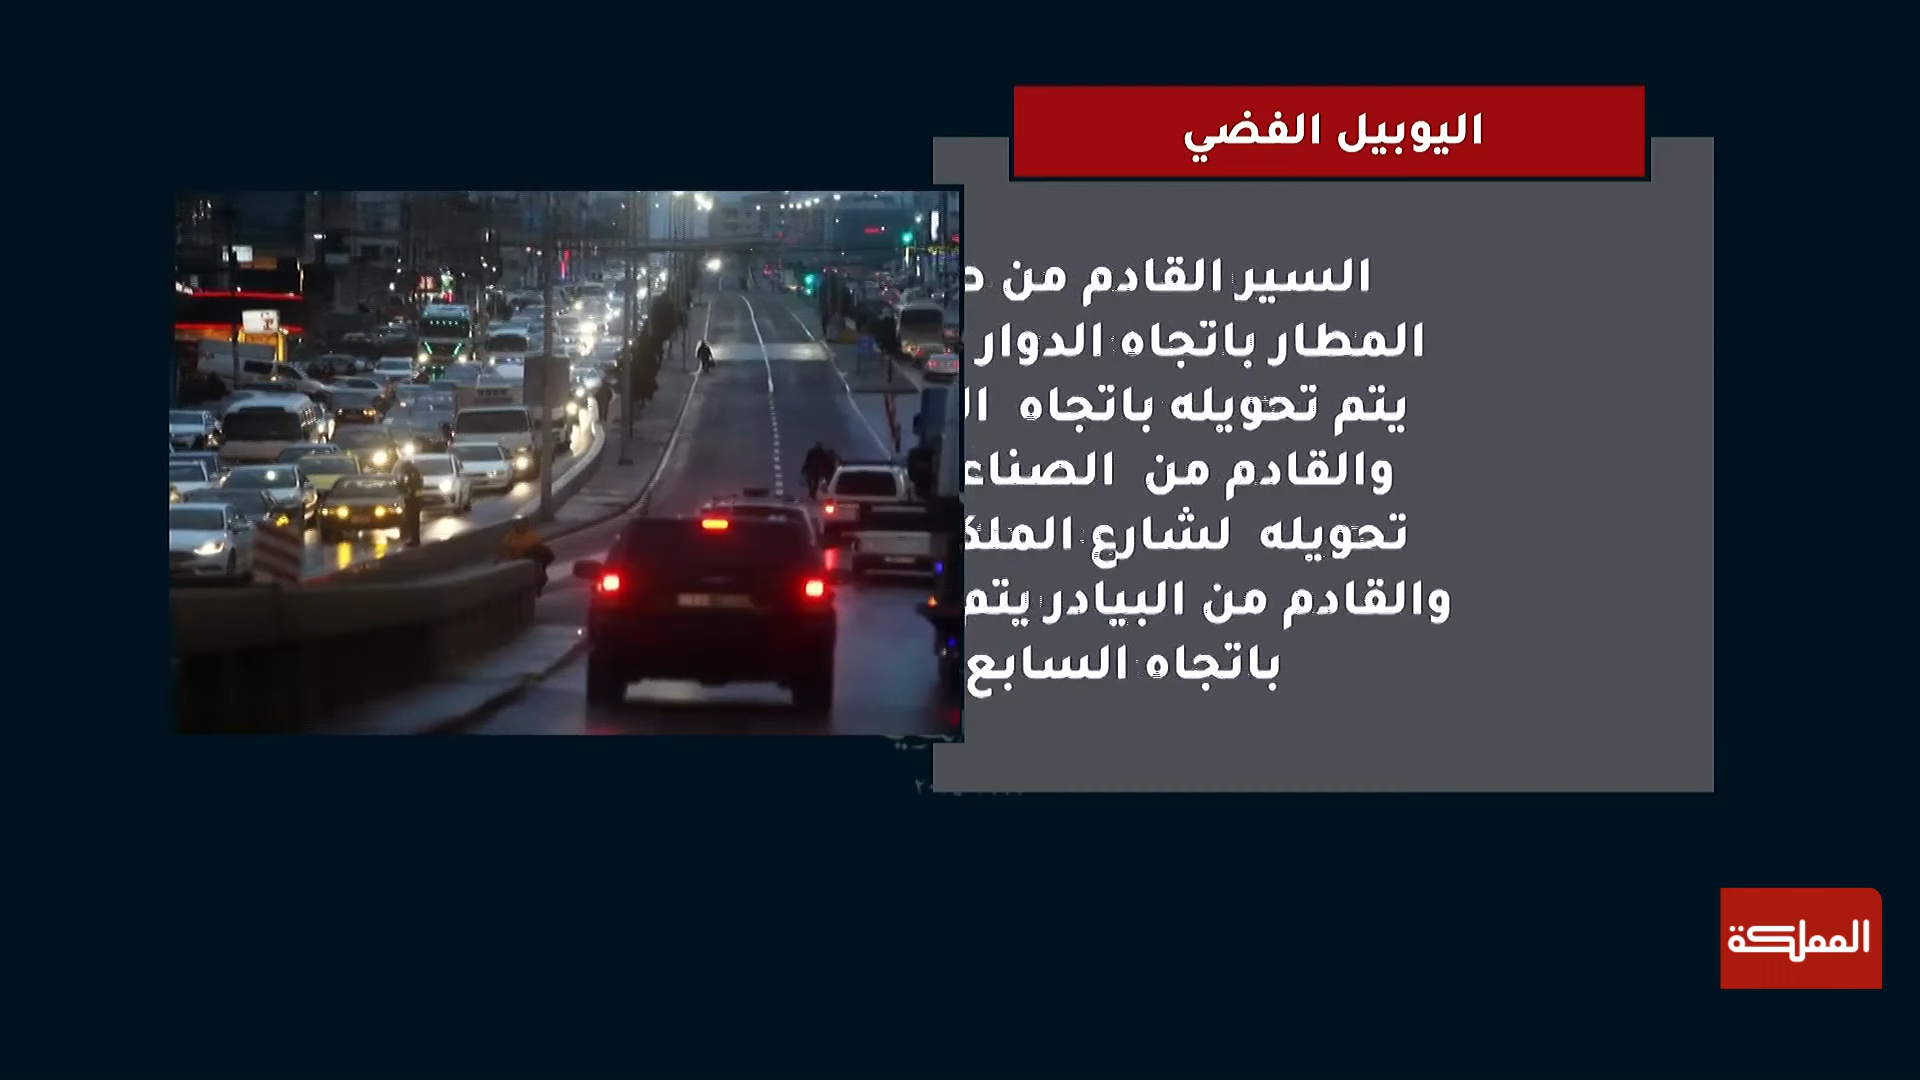 اليوبيل الفضي
السير القادم من
المطار باتجاه الدوار
يتم تحويله باتجاه
والقادم من
تحويله لشارع
والقادم من البيادر يتم
باتجاه السابع
المملكة